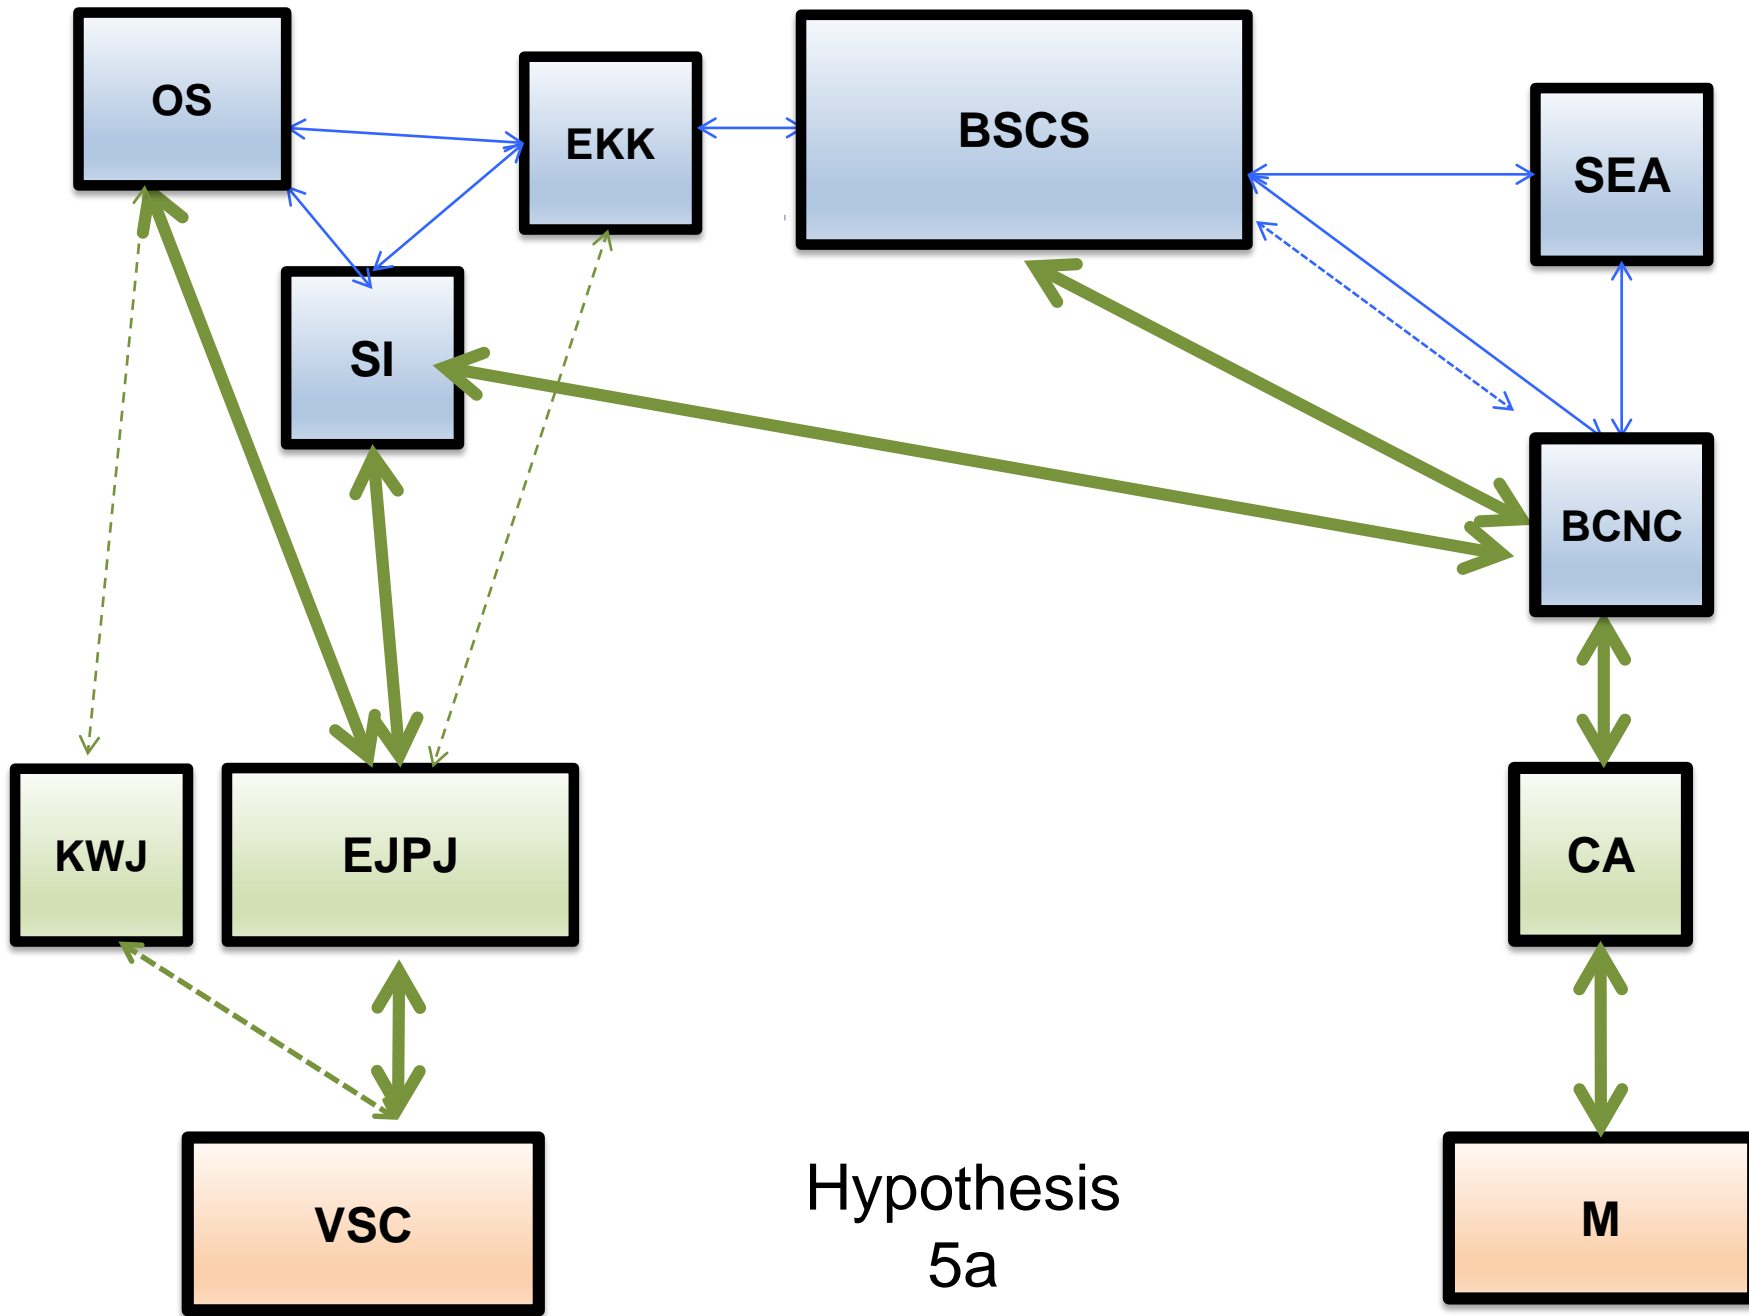 OS
EKK
BSCS
SEA
SI
BCNC
KWJ
EJPJ
CA
VSC
M
Hypothesis
5a